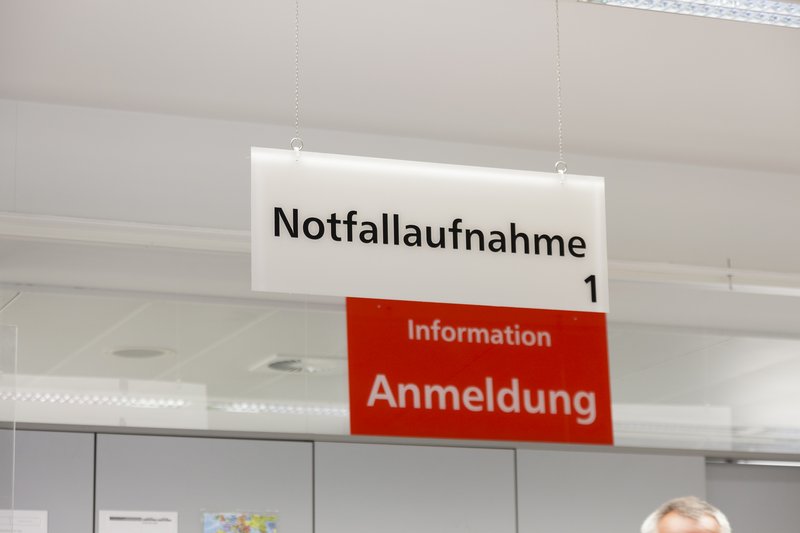 Notfallaufnahme
1
Information
Anmeldung